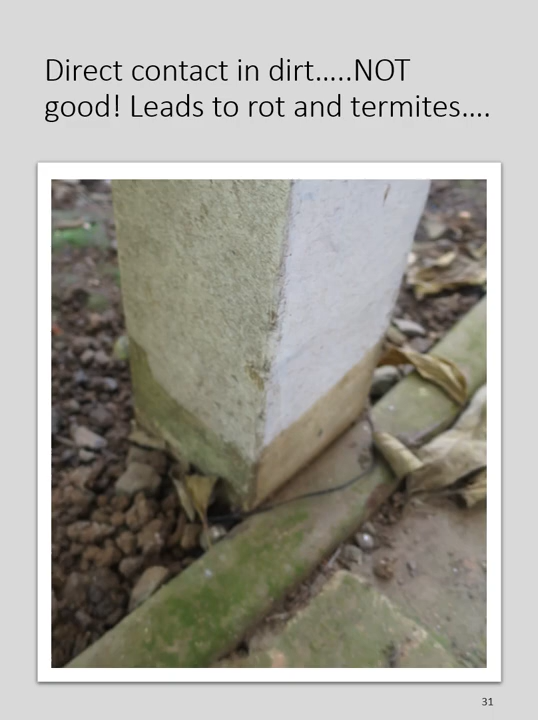 Direct contact in dirt…..NOT
good! Leads to rot and termites….
31